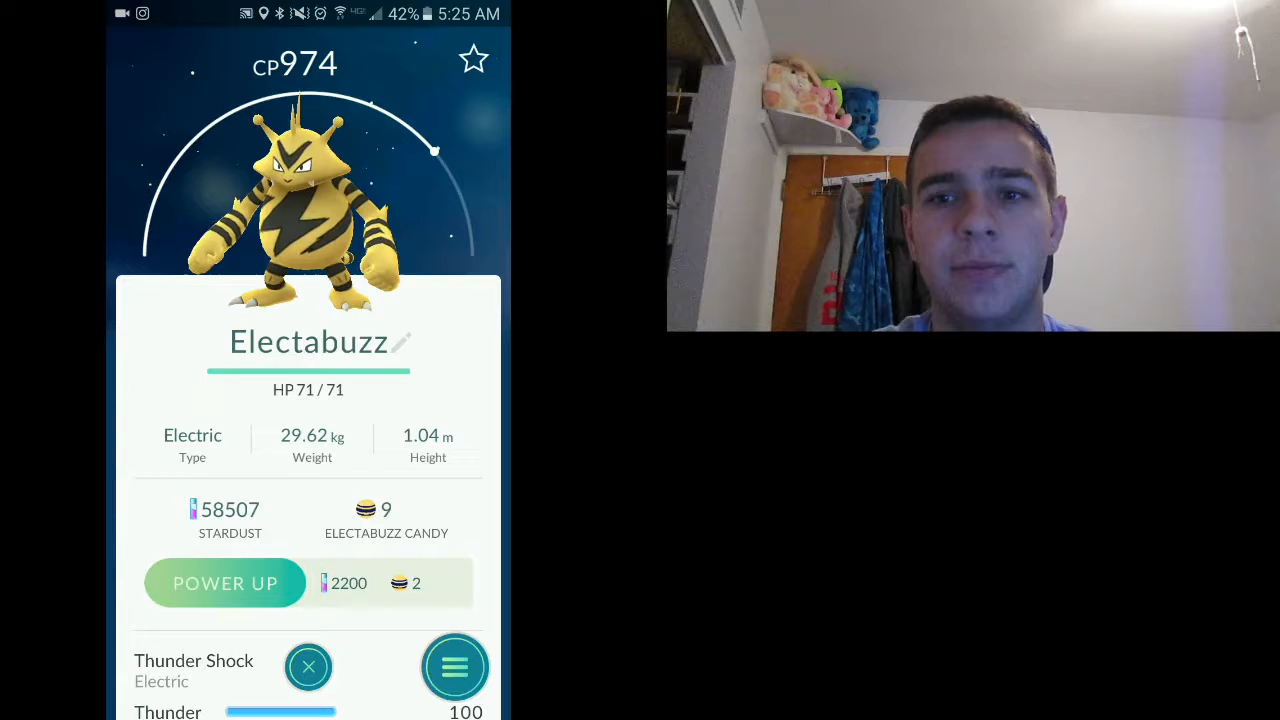 4G 42% 5:25 AM
CP974
Electabuzz
HP 71 / 71
Electric 29.62 kg 1.04 m
Type Weight Height
58507 9
STARDUST ELECTABUZZ CANDY
POWER UP 2200 2
Thunder Shock
Electric
Thunder 100